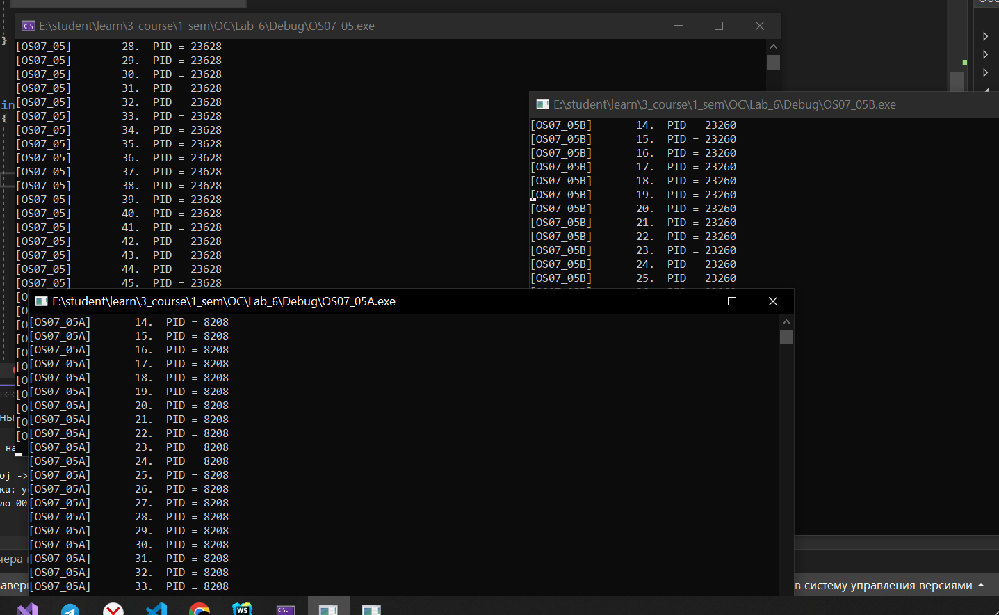 E:\student\learn\3_course\1_sem\OC\Lab_6\Debug\OS07_05.exe
}
in
{
[OS07_05] 28. PID = 23628
[OS07_05] 29. PID = 23628
[OS07_05] 30. PID = 23628
[OS07_05] 31. PID = 23628
[OS07_05] 32. PID = 23628
[OS07_05] 33. PID = 23628
[OS07_05] 34. PID = 23628
[OS07_05] 35. PID = 23628
[OS07_05] 36. PID = 23628
[OS07_05] 37. PID = 23628
[OS07_05] 38. PID = 23628
[OS07_05] 39. PID = 23628
[OS07_05] 40. PID = 23628
[OS07_05] 41. PID = 23628
[OS07_05] 42. PID = 23628
[OS07_05] 43. PID = 23628
[OS07_05] 44. PID = 23628
[OS07_05] 45. PID = 23628
[O
[O
[O
[O
[O
[O
[O
[O
[O
[O
[O
E:\student\learn\3_course\1_sem\OC\Lab_6\Debug\OS07_05B.exe
[OS07_05B] 14. PID = 23260
[OS07_05B] 15. PID = 23260
[OS07_05B] 16. PID = 23260
[OS07_05B] 17. PID = 23260
[OS07_05B] 18. PID = 23260
[OS07_05B] 19. PID = 23260
[OS07_05B] 20. PID = 23260
[OS07_05B] 21. PID = 23260
[OS07_05B] 22. PID = 23260
[OS07_05B] 23. PID = 23260
[OS07_05B] 24. PID = 23260
[OS07_05B] 25. PID = 23260
E:\student\learn\3_course\1_sem\OC\Lab_6\Debug\OS07_05A.exe
[OS07_05A] 14. PID = 8208
[OS07_05A] 15. PID = 8208
[OS07_05A] 16. PID = 8208
[OS07_05A] 17. PID = 8208
[OS07_05A] 18. PID = 8208
[OS07_05A] 19. PID = 8208
[OS07_05A] 20. PID = 8208
[OS07_05A] 21. PID = 8208
[OS07_05A] 22. PID = 8208
[OS07_05A] 23. PID = 8208
[OS07_05A] 24. PID = 8208
[OS07_05A] 25. PID = 8208
[OS07_05A] 26. PID = 8208
[OS07_05A] 27. PID = 8208
[OS07_05A] 28. PID = 8208
[OS07_05A] 29. PID = 8208
[OS07_05A] 30. PID = 8208
[OS07_05A] 31. PID = 8208
[OS07_05A] 32. PID = 8208
[OS07_05A] 33. PID = 8208
ны
на
oj ->
ка: у
ло 00
чера
завер
в систему управления версиями
WS